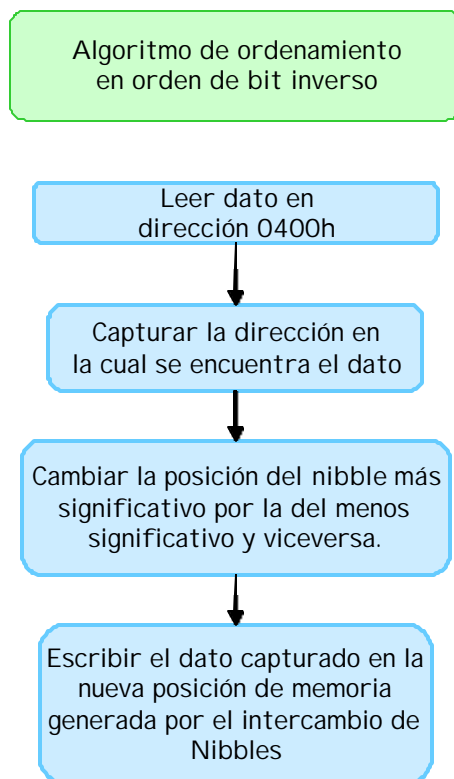 Algoritmo de ordenamiento
en orden de bit inverso
Leer dato en
dirección 0400h
Capturar la dirección en
la cual se encuentra el dato
Cambiar la posición del nibble más
significativo por la del menos
significativo y viceversa.
Escribir el dato capturado en la
nueva posición de memoria
generada por el intercambio de
Nibbles